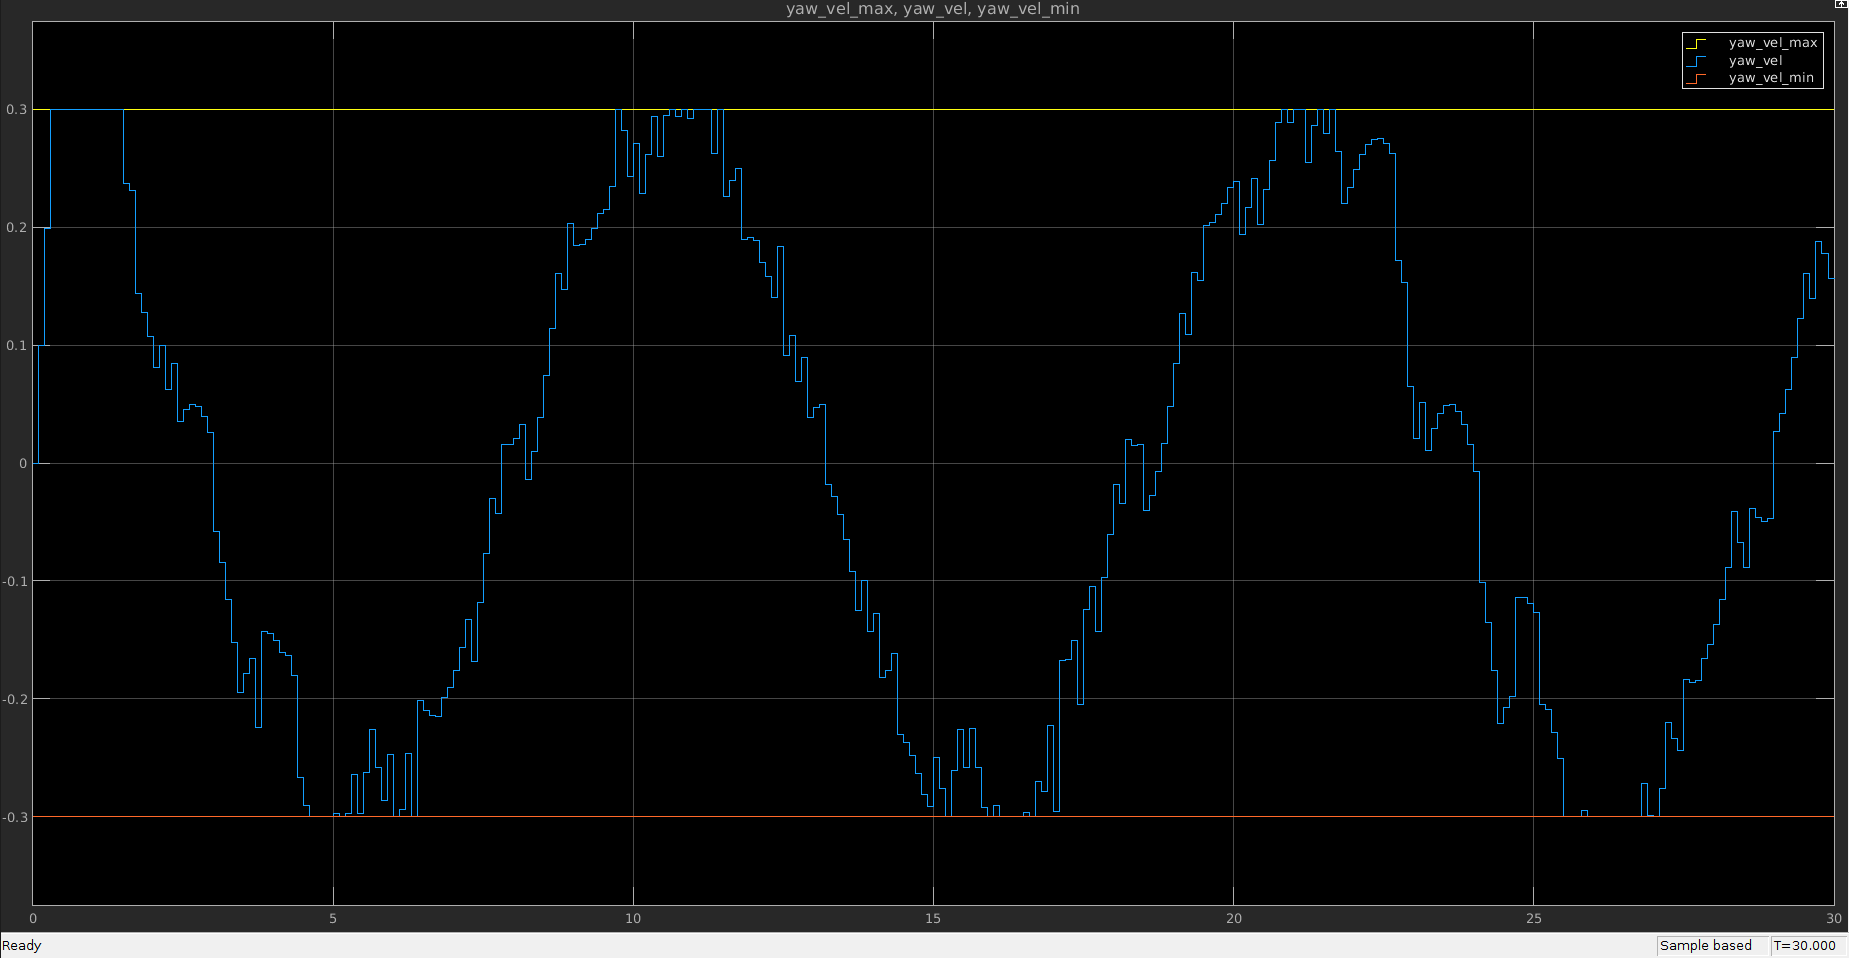 yaw_vel_max, yaw_vel, yaw_vel_min
yaw_vel_max
yaw_vel
yaw_vel_min
0.3
0.2
0.1
0
-0.1
-0.2
-0.3
0 5 10 15 20 25 30
Ready Sample based T=30.000